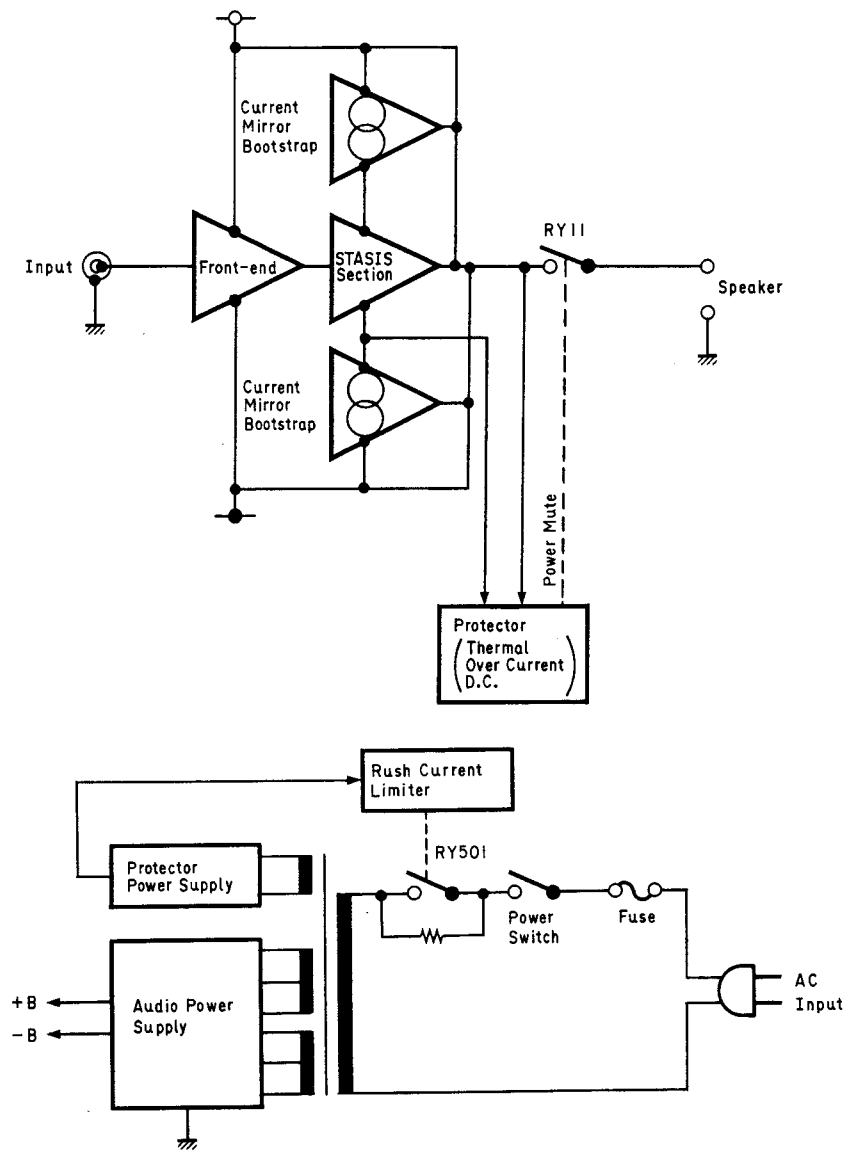 Current
Mirror
Bootstrap
RY11
Input
Front-end
STASIS
Section
Speaker
Current
Mirror
Bootstrap
Power Mute
Protector
(Thermal
Over Current
D.C.)
Rush Current
Limiter
RY501
Protector
Power Supply
Power
Switch
Fuse
AC
Input
+B
-B
Audio Power
Supply